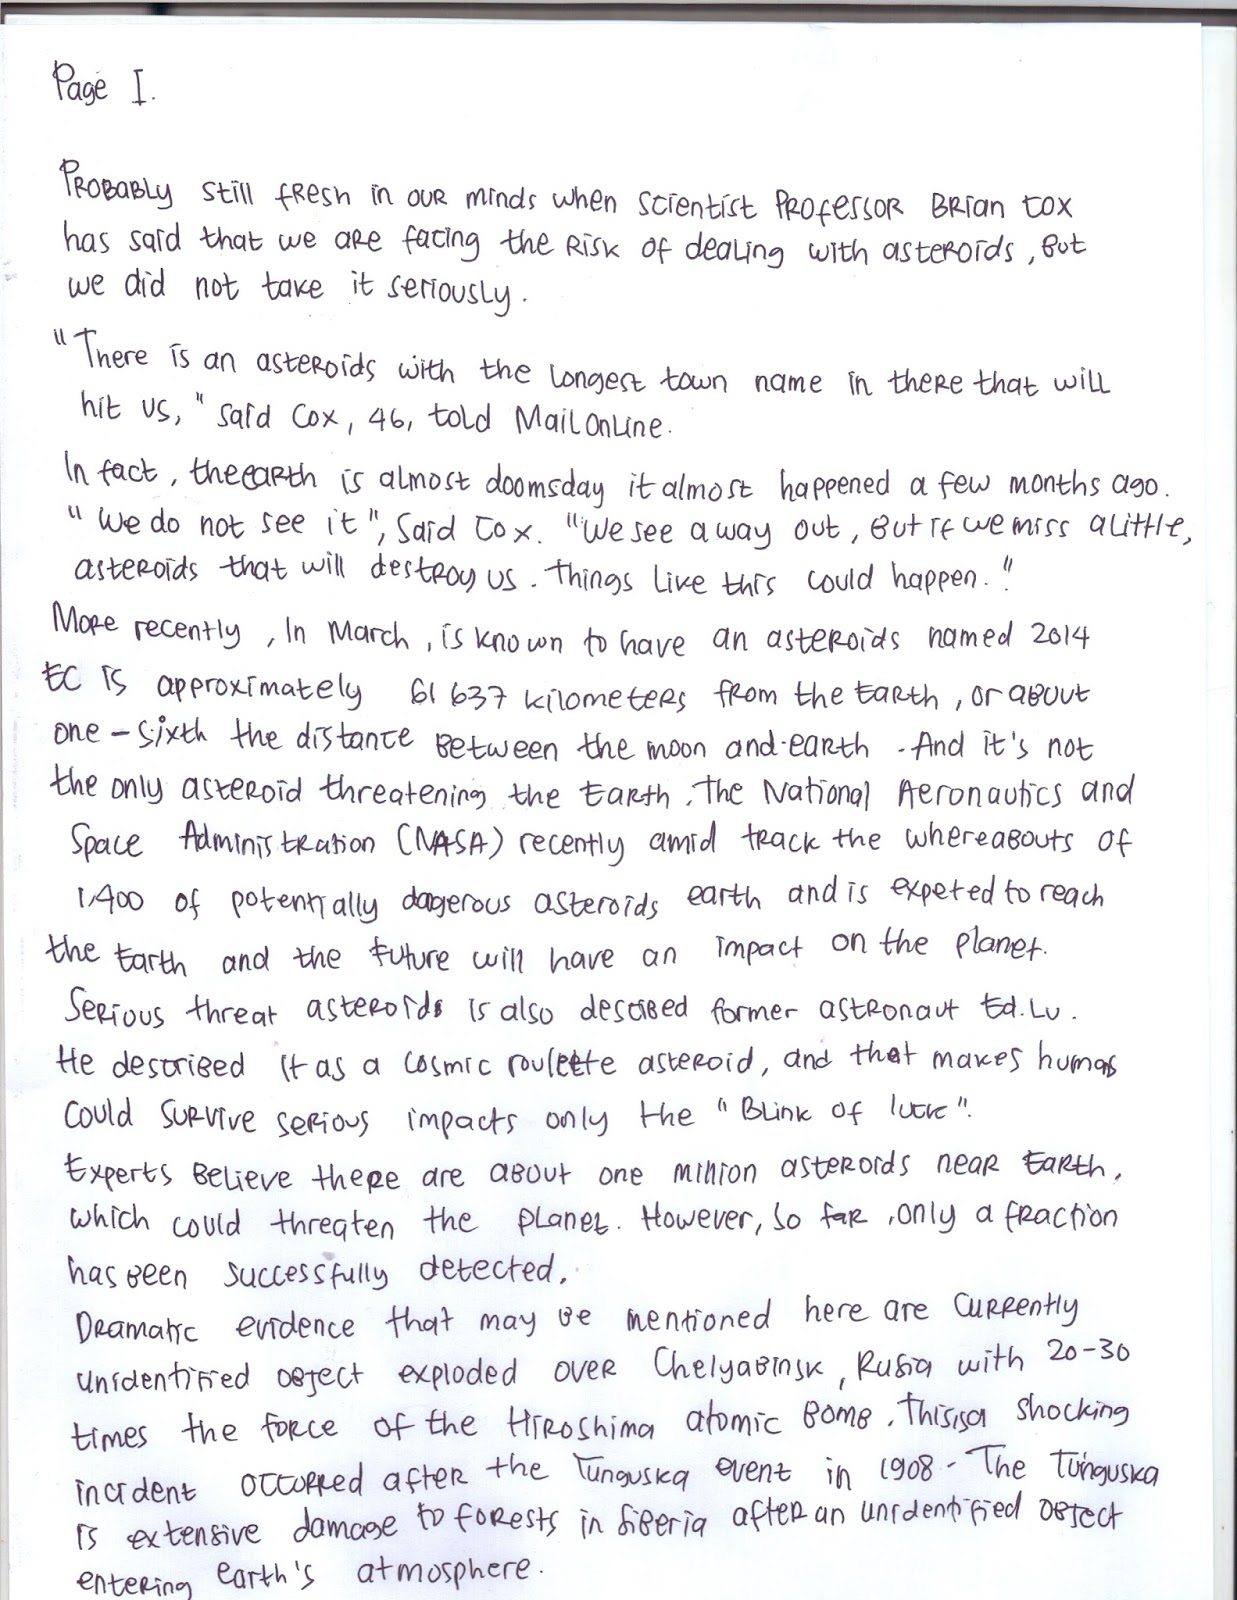 Page I.
Probably still fresh in our minds when scientist Professor Brian Cox
has said that we are facing the risk of dealing with asteroids, but
we did not take it seriously.
"There is an asteroids with the longest town name in there that will
hit us," said Cox, 46, told MailOnline.
In fact, the earth is almost doomsday it almost happened a few months ago.
"We do not see it", said Cox. "We see a way out, but if we miss a little,
asteroids that will destroy us. Things like this could happen."
More recently, in March, is known to have an asteroids named 2014
EC is approximately 61 637 kilometers from the Earth, or about
one-sixth the distance between the moon and earth. And it's not
the only asteroid threatening the Earth. The National Aeronautics and
Space Administration (NASA) recently amid track the whereabouts of
1,400 of potentially dagerous asteroids earth and is expeted to reach
the Earth and the future will have an impact on the planet.
Serious threat asteroids is also descibed former astronaut Ed. Lu.
He described it as a cosmic roulette asteroid, and that makes humans
could survive serious impacts only the "Blink of luck".
Experts believe there are about one million asteroids near Earth,
which could threaten the planet. However, so far, only a fraction
has been successfully detected.
Dramatic evidence that may be mentioned here are currently
unidentified object exploded over Chelyabinsk, Rusia with 20-30
times the force of the Hiroshima atomic bomb. This is a shocking
incident occurred after the Tunguska event in 1908. The Tunguska
is extensive damage to forests in Siberia after an unidentified object
entering earth's atmosphere.